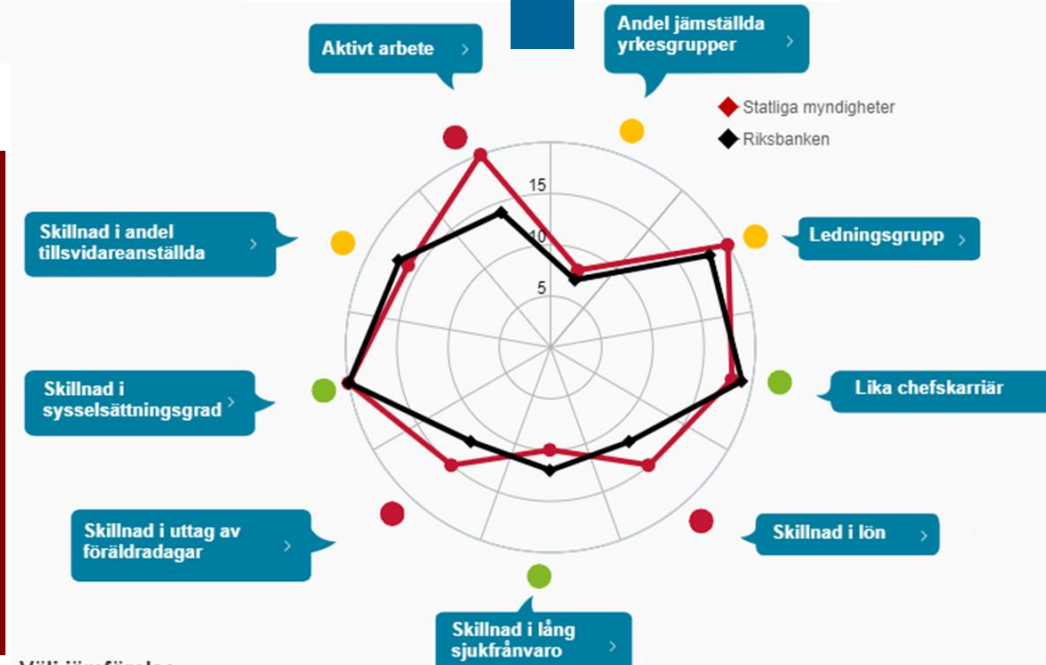 Aktivt arbete
Andel jämställda
yrkesgrupper
Statliga myndigheter
Riksbanken
15
10
5
Skillnad i andel
tillsvidareanställda
Ledningsgrupp
Skillnad i
sysselsättningsgrad
Lika chefskarriär
Skillnad i uttag av
föräldradagar
Skillnad i lön
Skillnad i lång
sjukfrånvaro